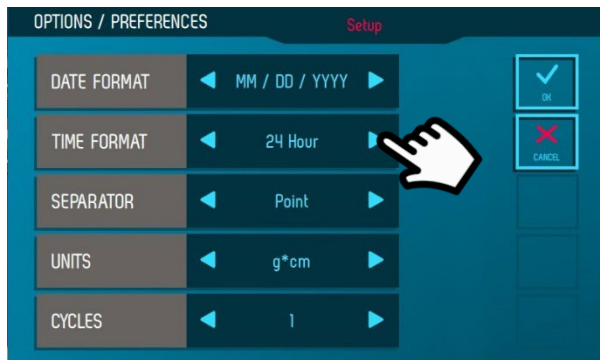 OPTIONS / PREFERENCES
Setup
DATE FORMAT MM / DD / YYYY
OK
TIME FORMAT 24 Hour
CANCEL
SEPARATOR Point
UNITS g*cm
CYCLES 1